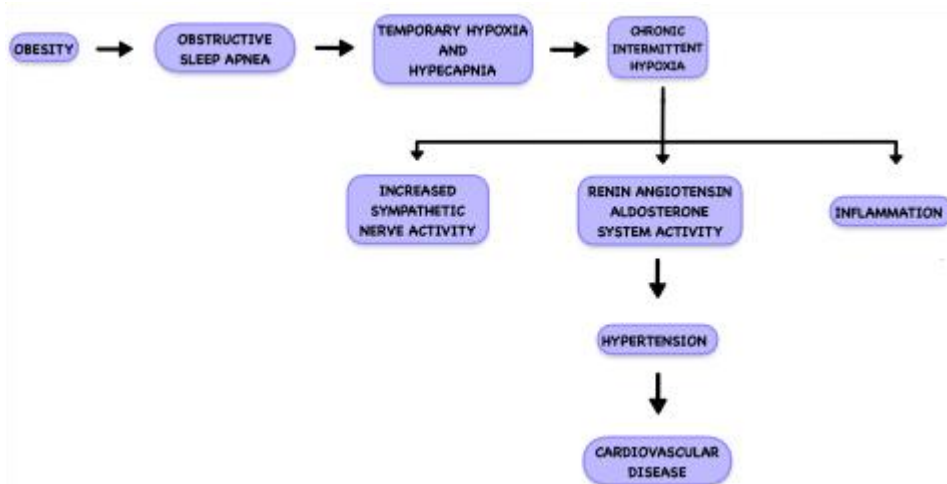 OBESITY
OBSTRUCTIVE
SLEEP APNEA
TEMPORARY HYPOXIA
AND
HYPECAPNIA
CHRONIC
INTERMITTENT
HYPOXIA
INCREASED
SYMPATHETIC
NERVE ACTIVITY
RENIN ANGIOTENSIN
ALDOSTERONE
SYSTEM ACTIVITY
INFLAMMATION
HYPERTENSION
CARDIOVASCULAR
DISEASE